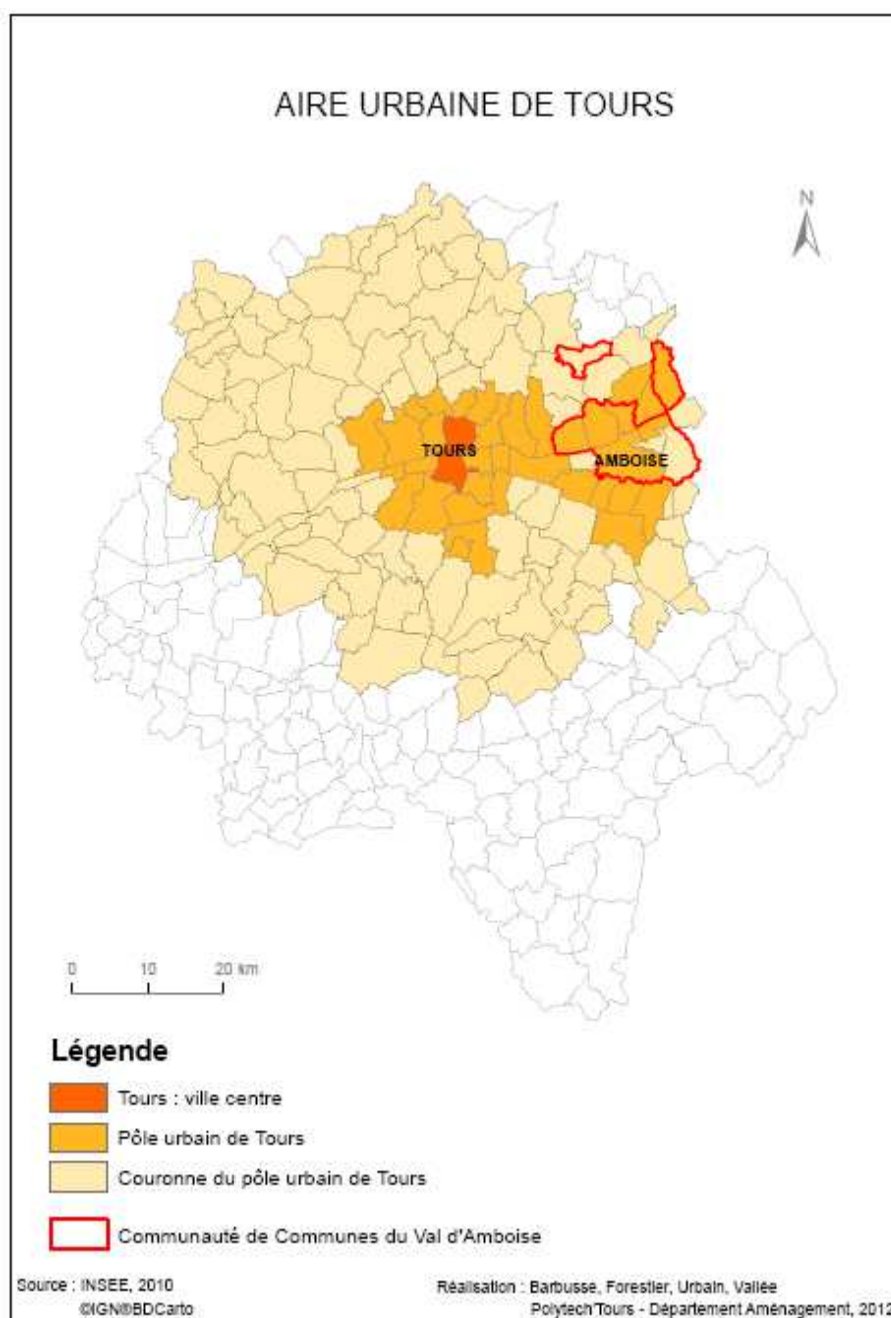 AIRE URBAINE DE TOURS
N
TOURS
AMBOISE
0 10 20 km
Légende
Tours : ville centre
Pôle urbain de Tours
Couronne du pôle urbain de Tours
Communauté de Communes du Val d'Amboise
Source : INSEE, 2010
©IGN®BDCarto
Réalisation : Barbusse, Forestier, Urbain, Vallée
Polytech'Tours - Département Aménagement, 2012